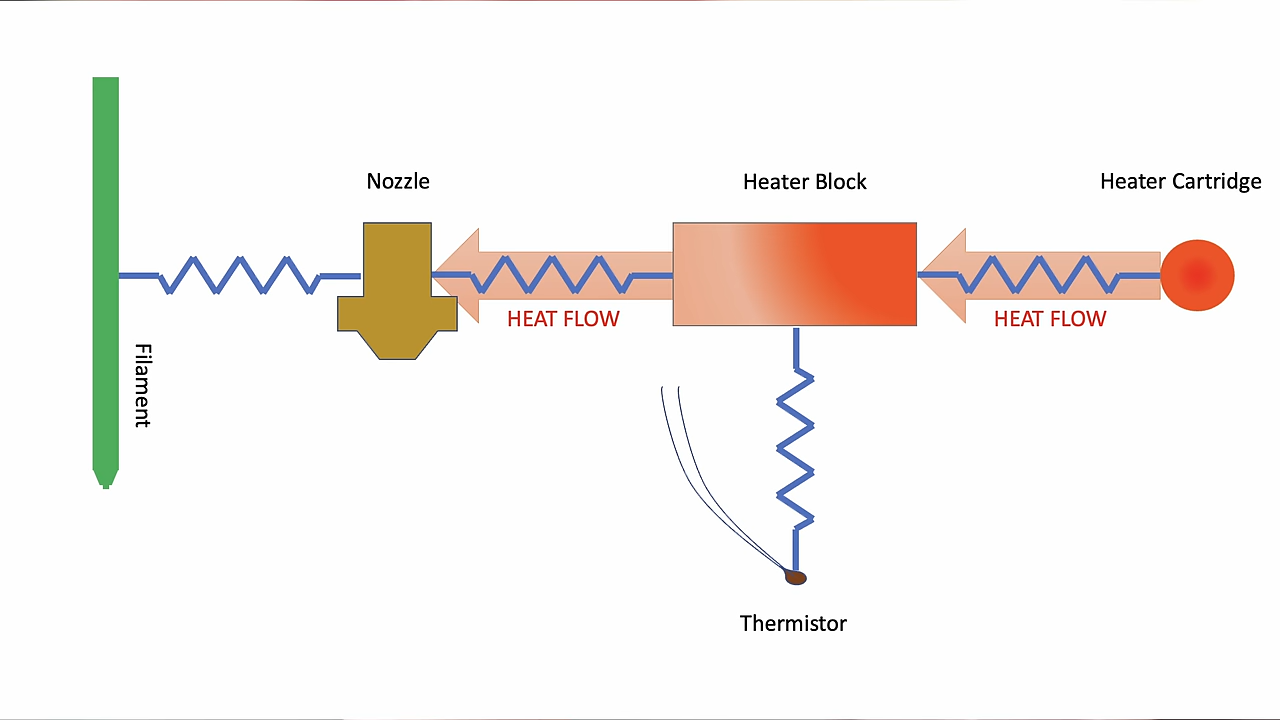 Nozzle
Heater Block
Heater Cartridge
HEAT FLOW
HEAT FLOW
Filament
Thermistor